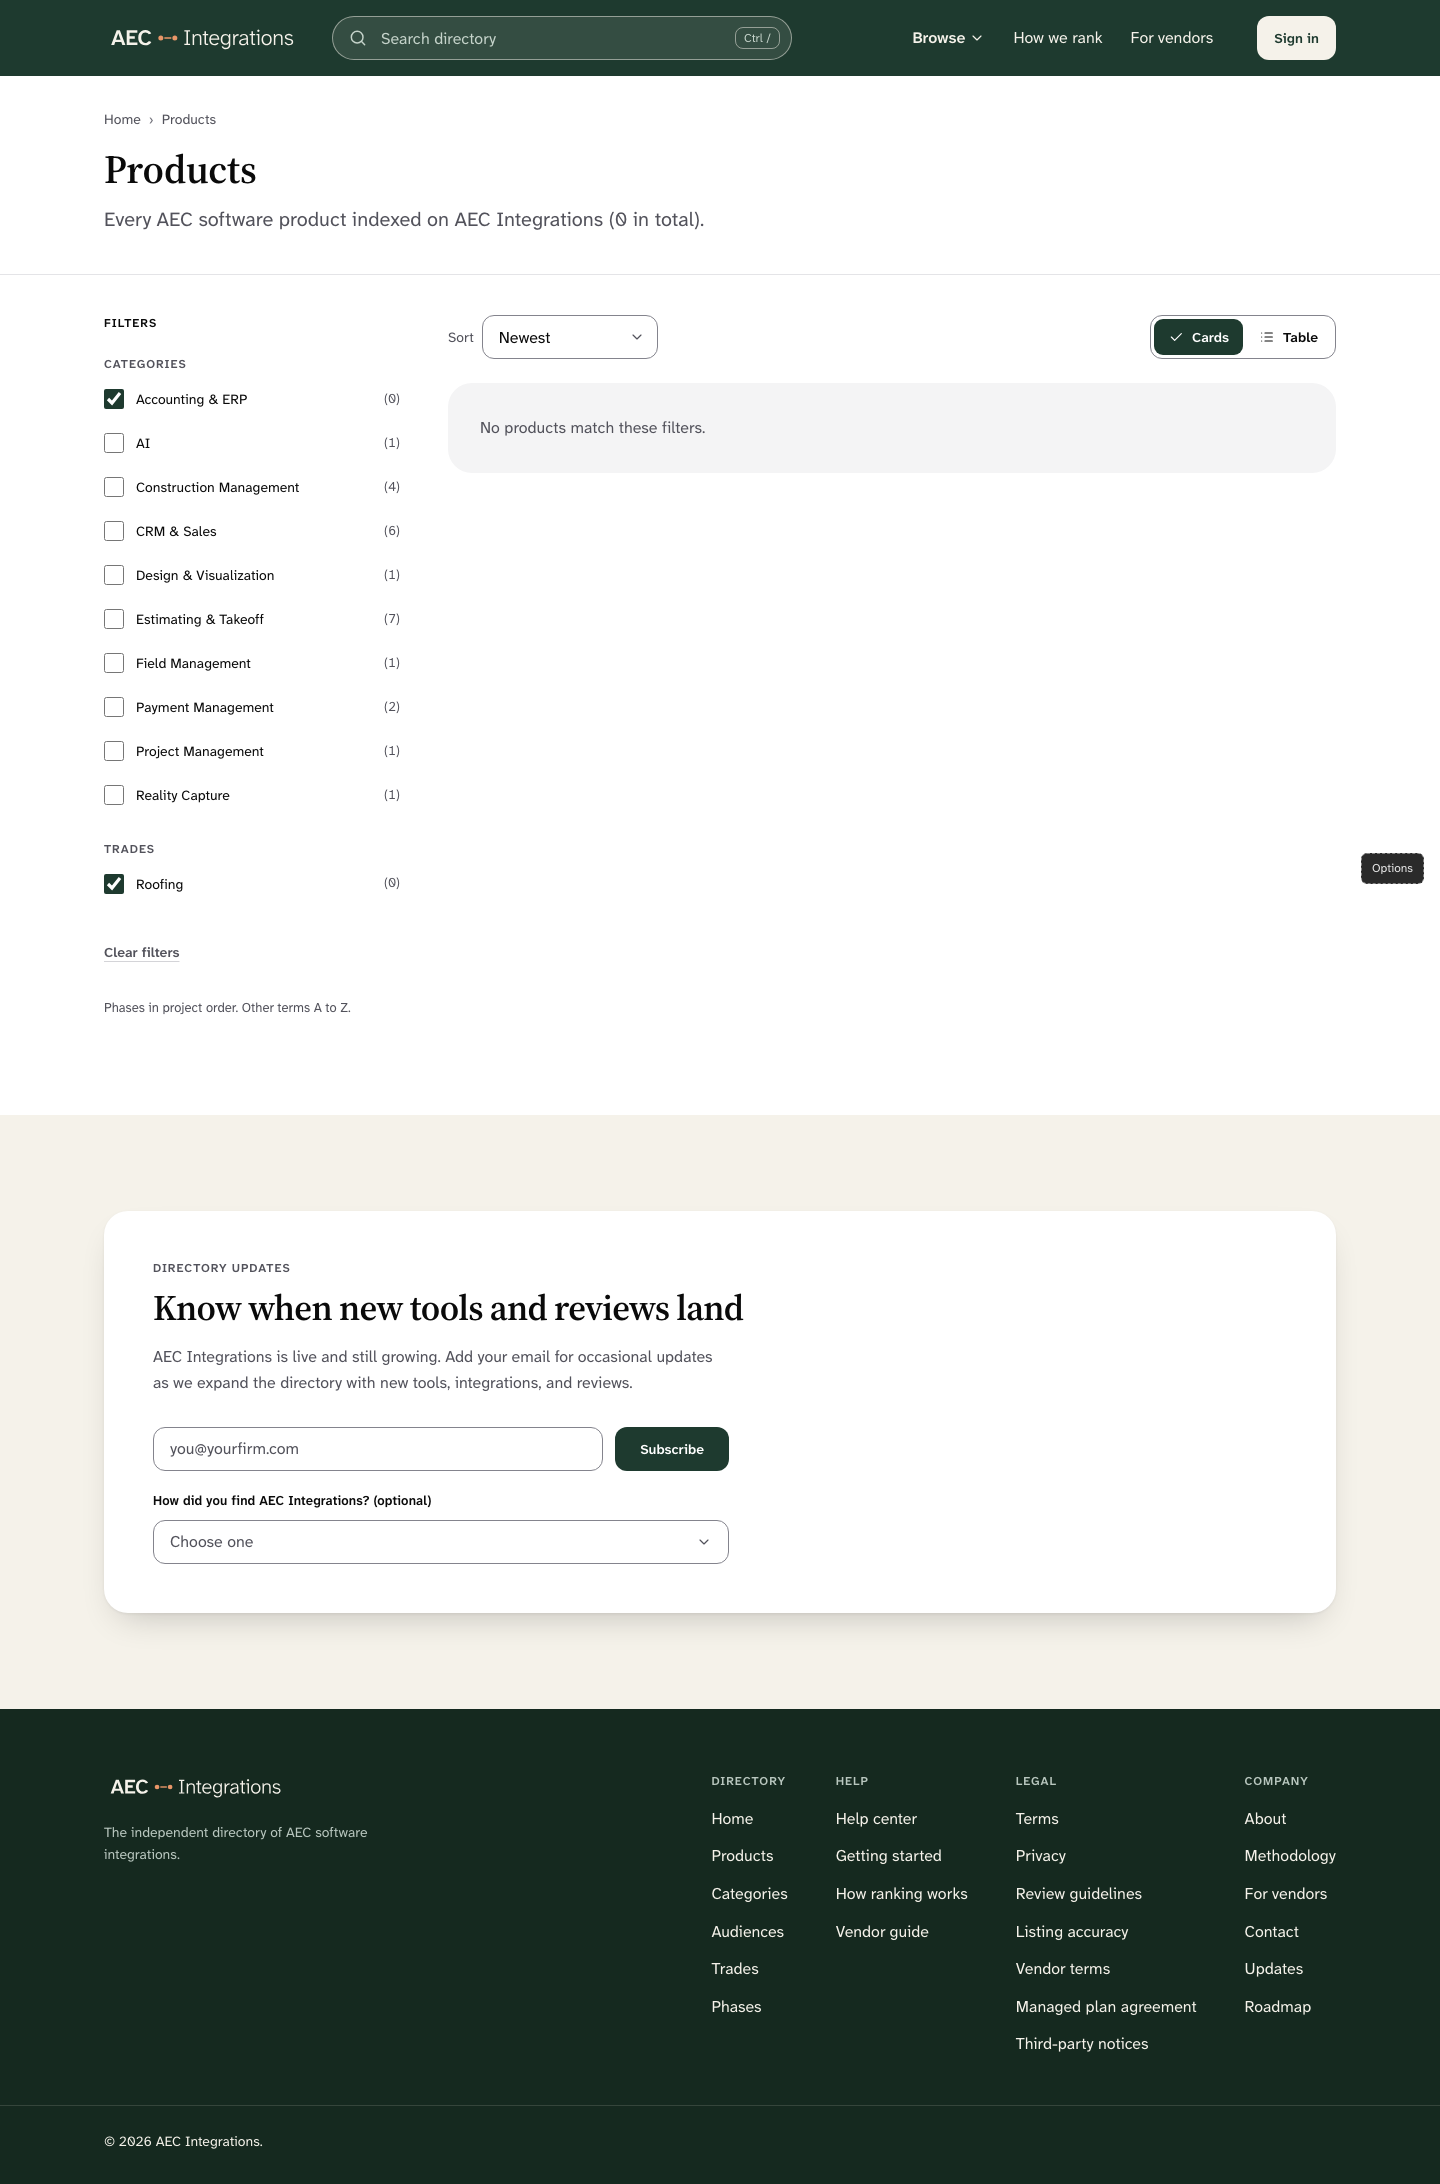 AEC Integrations
Search directory
Ctrl /
Browse
How we rank
For vendors
Sign in
Home › Products
Products
Every AEC software product indexed on AEC Integrations (0 in total).
FILTERS
CATEGORIES
Accounting & ERP (0)
AI (1)
Construction Management (4)
CRM & Sales (6)
Design & Visualization (1)
Estimating & Takeoff (7)
Field Management (1)
Payment Management (2)
Project Management (1)
Reality Capture (1)
TRADES
Roofing (0)
Clear filters
Phases in project order. Other terms A to Z.
Sort
Newest
Cards
Table
No products match these filters.
Options
DIRECTORY UPDATES
Know when new tools and reviews land
AEC Integrations is live and still growing. Add your email for occasional updates
as we expand the directory with new tools, integrations, and reviews.
you@yourfirm.com
Subscribe
How did you find AEC Integrations? (optional)
Choose one
AEC Integrations
The independent directory of AEC software
integrations.
DIRECTORY
Home
Products
Categories
Audiences
Trades
Phases
HELP
Help center
Getting started
How ranking works
Vendor guide
LEGAL
Terms
Privacy
Review guidelines
Listing accuracy
Vendor terms
Managed plan agreement
Third-party notices
COMPANY
About
Methodology
For vendors
Contact
Updates
Roadmap
© 2026 AEC Integrations.